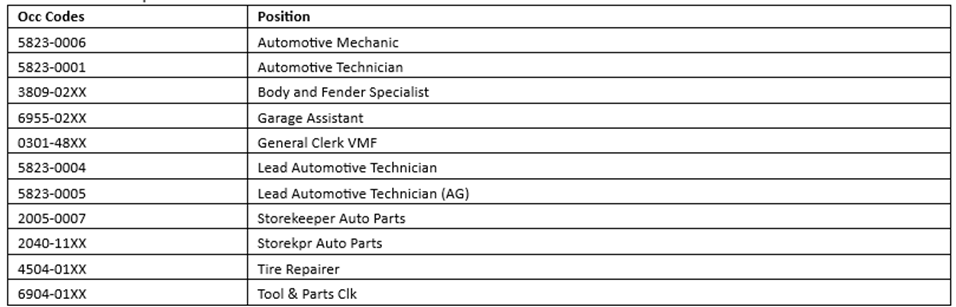 Occ Codes Position
5823-0006 Automotive Mechanic
5823-0001 Automotive Technician
3809-02XX Body and Fender Specialist
6955-02XX Garage Assistant
0301-48XX General Clerk VMF
5823-0004 Lead Automotive Technician
5823-0005 Lead Automotive Technician (AG)
2005-0007 Storekeeper Auto Parts
2040-11XX Storekpr Auto Parts
4504-01XX Tire Repairer
6904-01XX Tool & Parts Clk